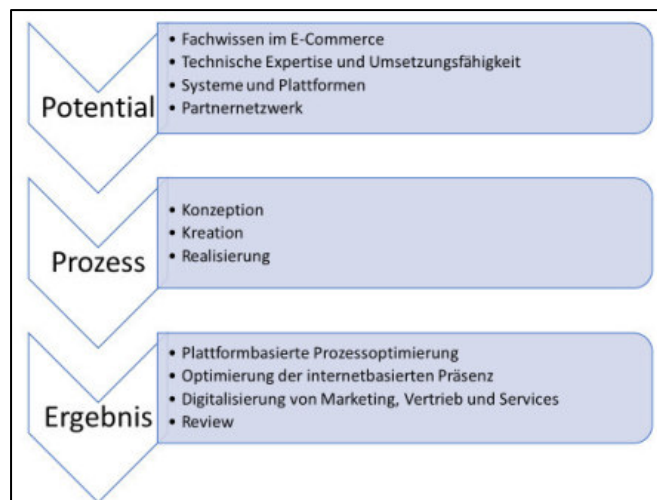 Potential
• Fachwissen im E-Commerce
• Technische Expertise und Umsetzungsfähigkeit
• Systeme und Plattformen
• Partnernetzwerk
Prozess
• Konzeption
• Kreation
• Realisierung
Ergebnis
• Plattformbasierte Prozessoptimierung
• Optimierung der internetbasierten Präsenz
• Digitalisierung von Marketing, Vertrieb und Services
• Review